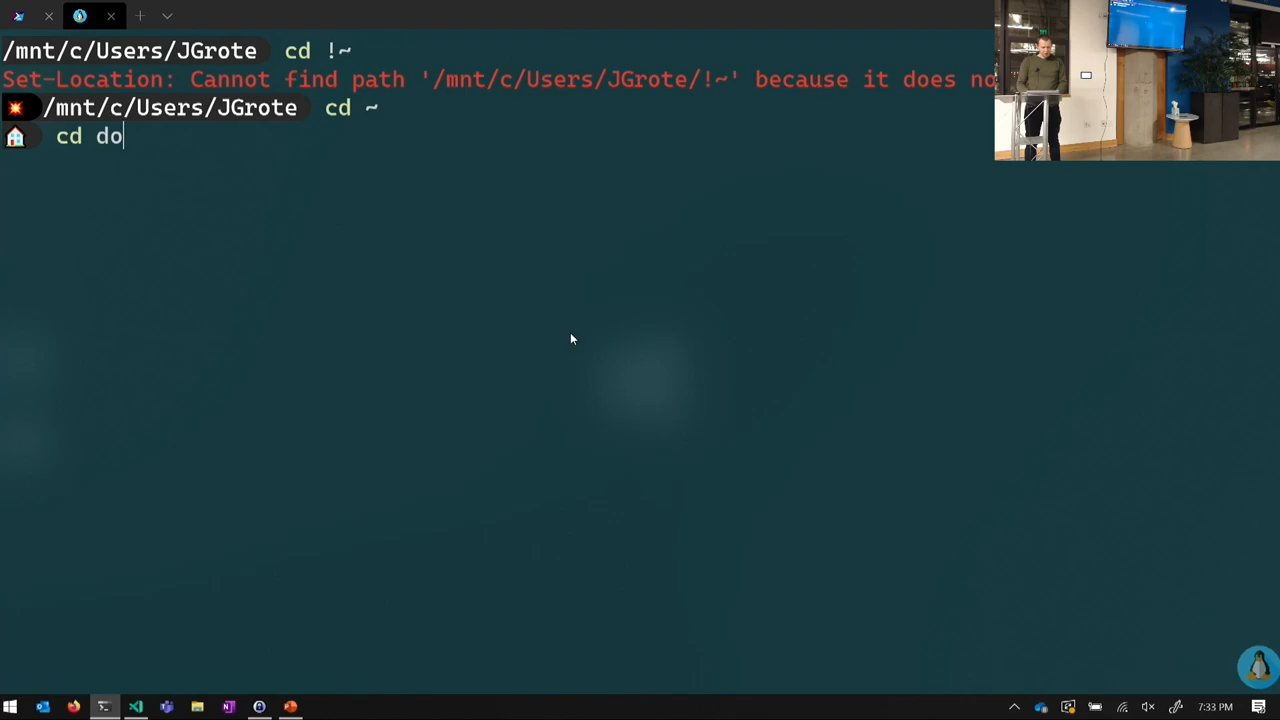 /mnt/c/Users/JGrote cd !~
Set-Location: Cannot find path '/mnt/c/Users/JGrote/!~' because it does no
/mnt/c/Users/JGrote cd ~
cd do
7:33 PM